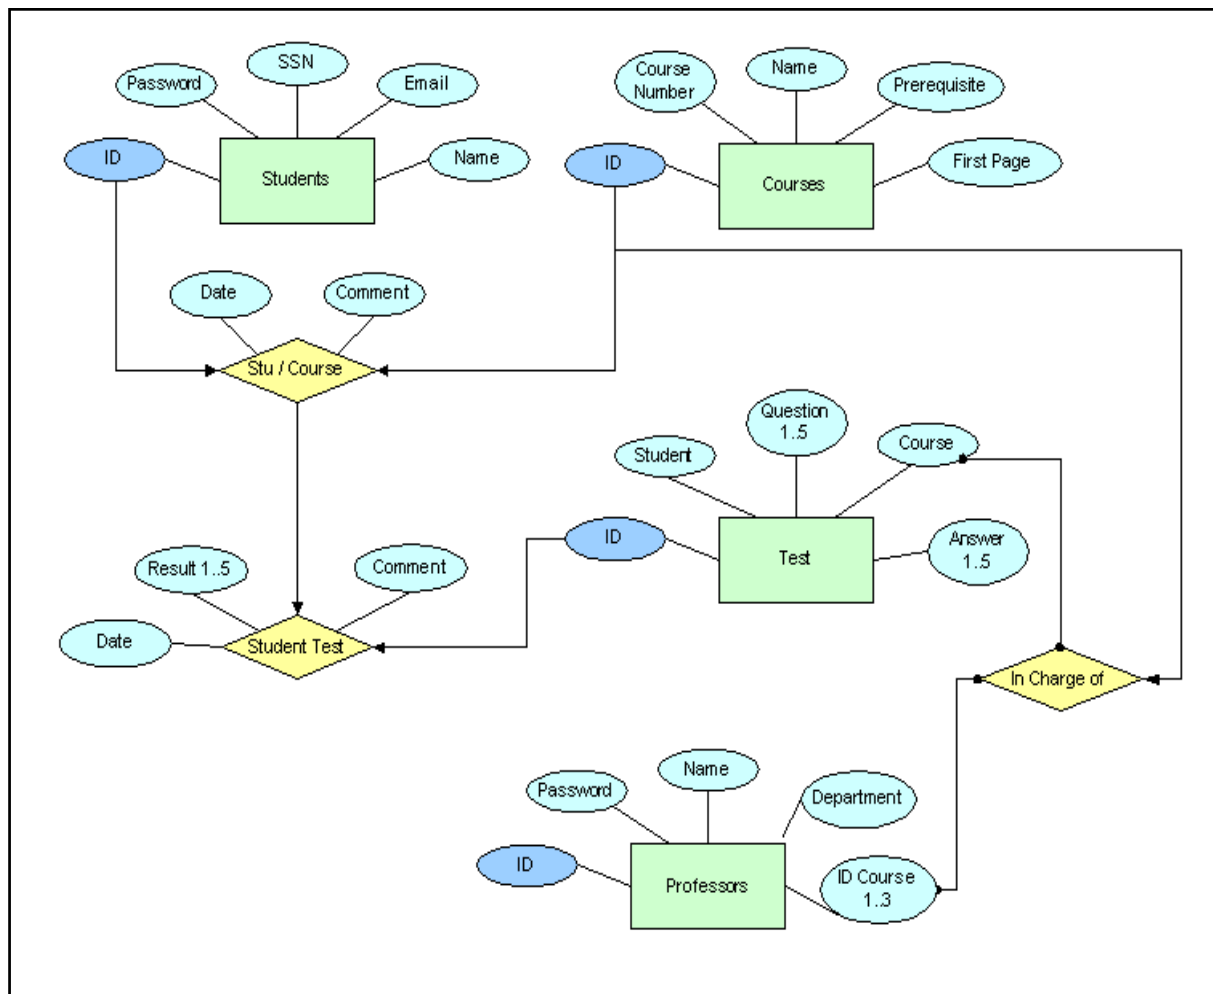 SSN
Password
Email
ID
Name
Students
Course
Number
Name
Prerequisite
ID
First Page
Courses
Date
Comment
Stu / Course
Question
1..5
Student
Course
ID
Answer
1..5
Test
Result 1..5
Comment
Date
Student Test
In Charge of
Name
Password
Department
ID
ID Course
1..3
Professors